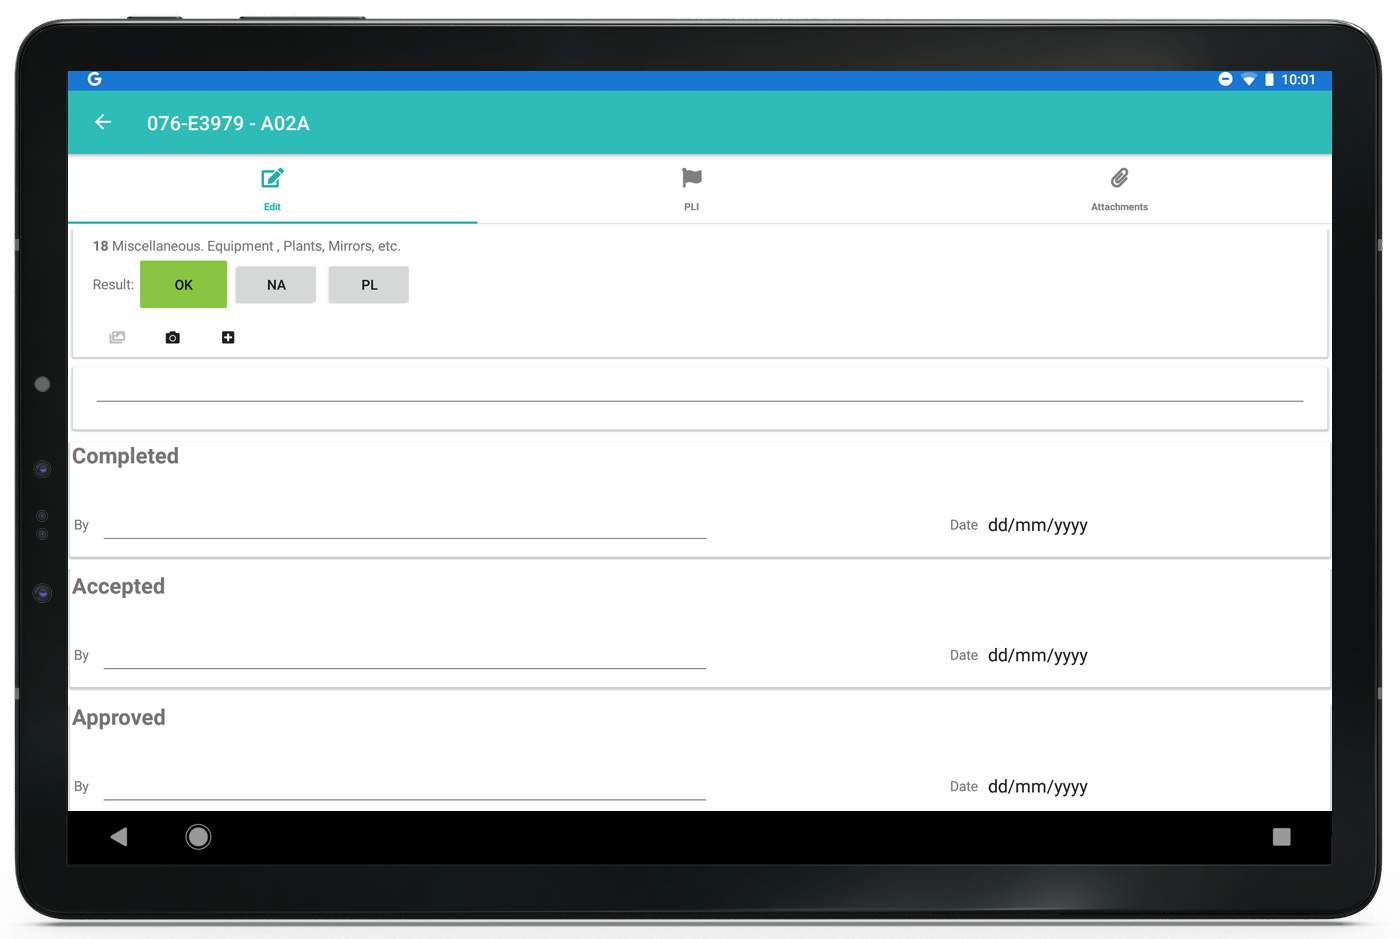 G 10:01
076-E3979 - A02A
Edit PLI Attachments
18 Miscellaneous. Equipment , Plants, Mirrors, etc.
Result: OK NA PL
Completed
By Date dd/mm/yyyy
Accepted
By Date dd/mm/yyyy
Approved
By Date dd/mm/yyyy